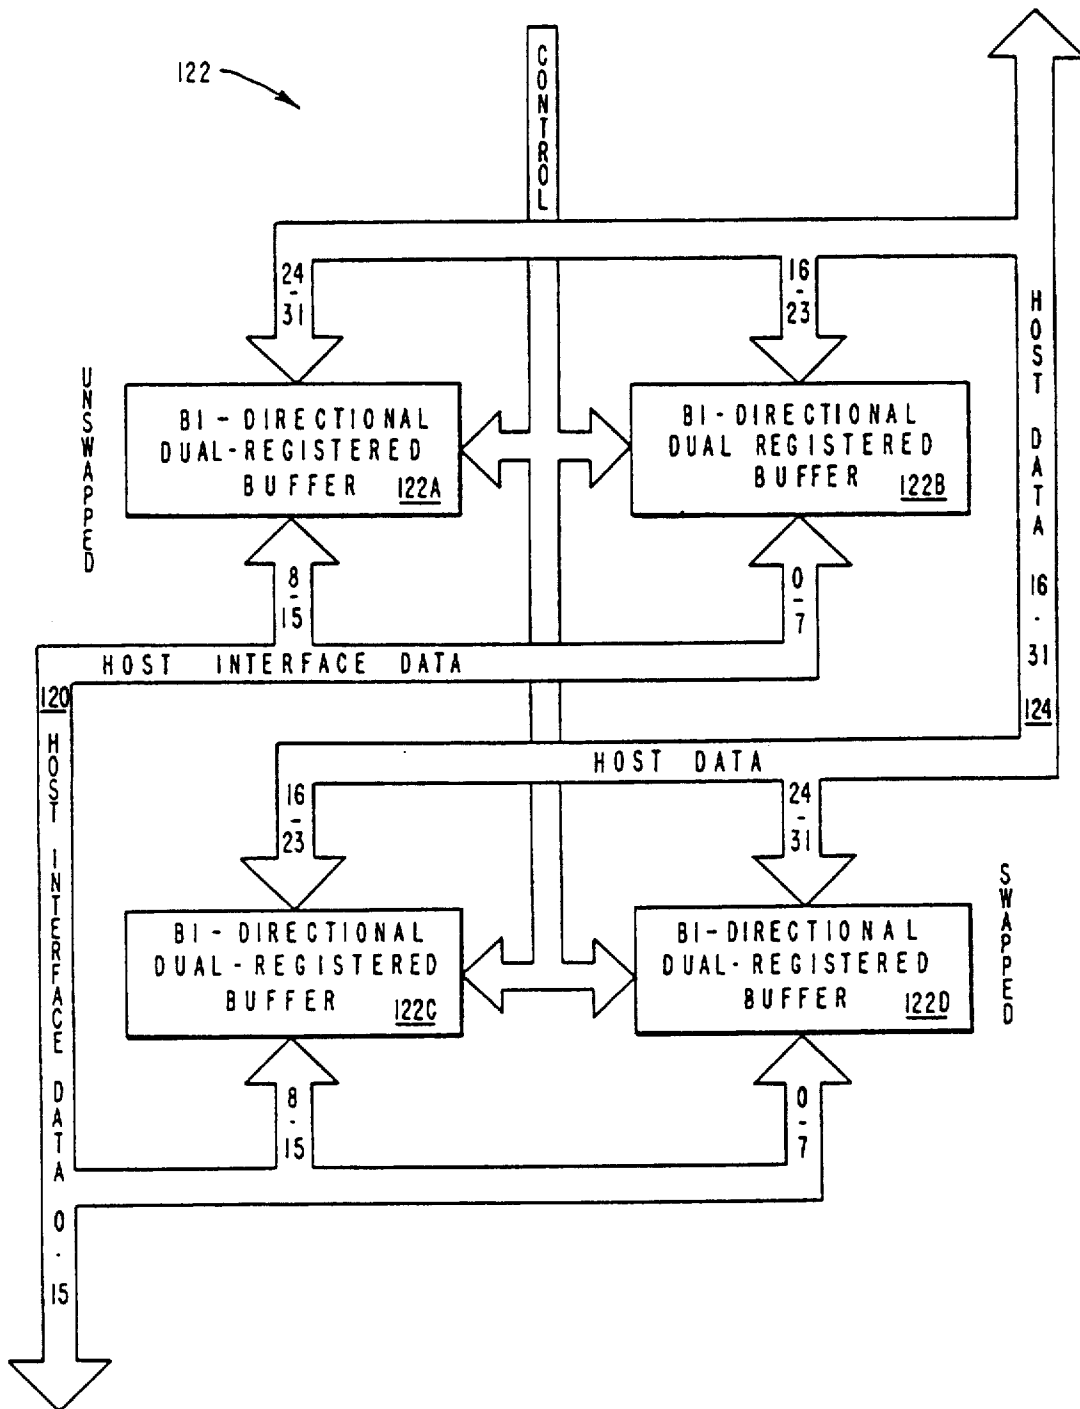 122
CONTROL
24
-
31
16
-
23
UNSWAPPED
BI-DIRECTIONAL
DUAL-REGISTERED
BUFFER 122A
BI-DIRECTIONAL
DUAL REGISTERED
BUFFER 122B
HOST DATA 16-31
124
8
-
15
0
-
7
HOST INTERFACE DATA
120
HOST INTERFACE DATA 0-15
HOST DATA
16
-
23
24
-
31
SWAPPED
BI-DIRECTIONAL
DUAL-REGISTERED
BUFFER 122C
BI-DIRECTIONAL
DUAL-REGISTERED
BUFFER 122D
8
-
15
0
-
7